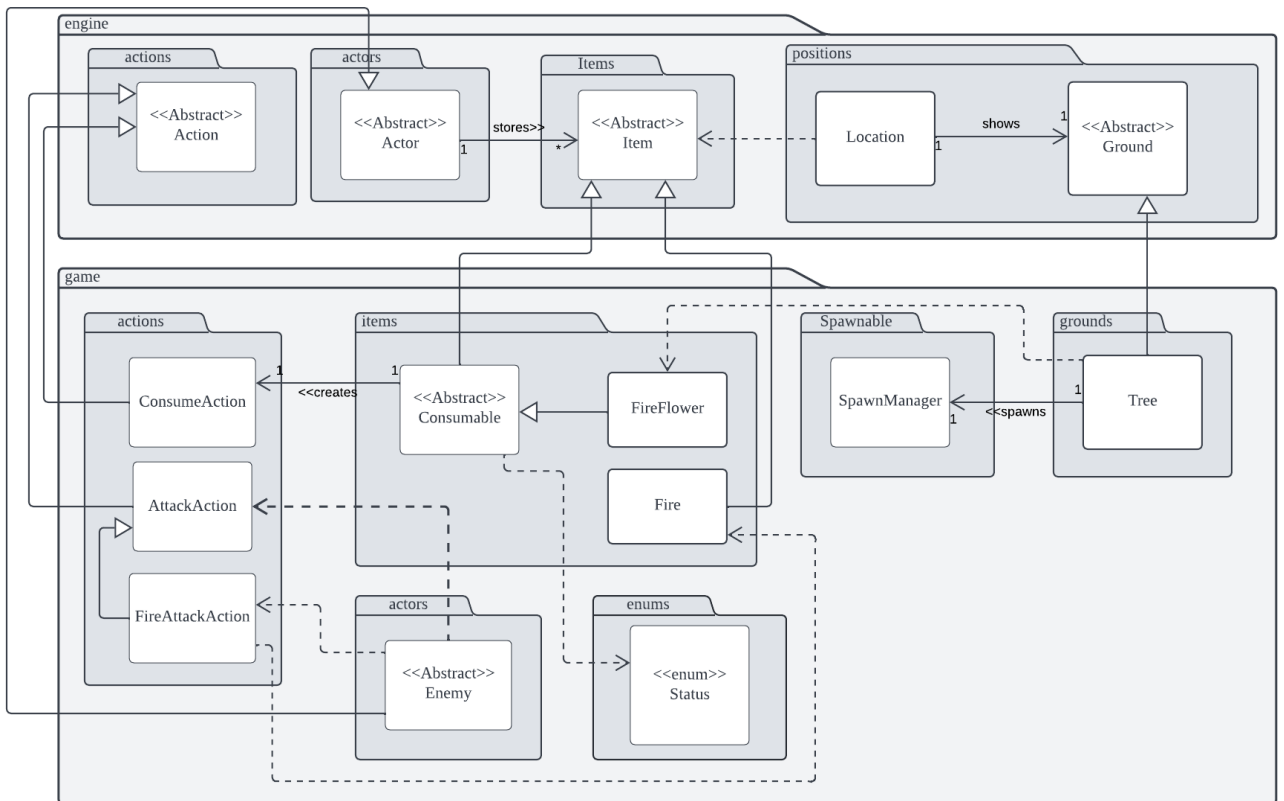 engine
actions
<<Abstract>>
Action
actors
<<Abstract>>
Actor
stores>>
1
*
Items
<<Abstract>>
Item
positions
Location
shows
1
1
<<Abstract>>
Ground
game
actions
ConsumeAction
AttackAction
FireAttackAction
1
<<creates
1
items
<<Abstract>>
Consumable
FireFlower
Fire
Spawnable
SpawnManager
1
<<spawns
1
grounds
Tree
actors
<<Abstract>>
Enemy
enums
<<enum>>
Status